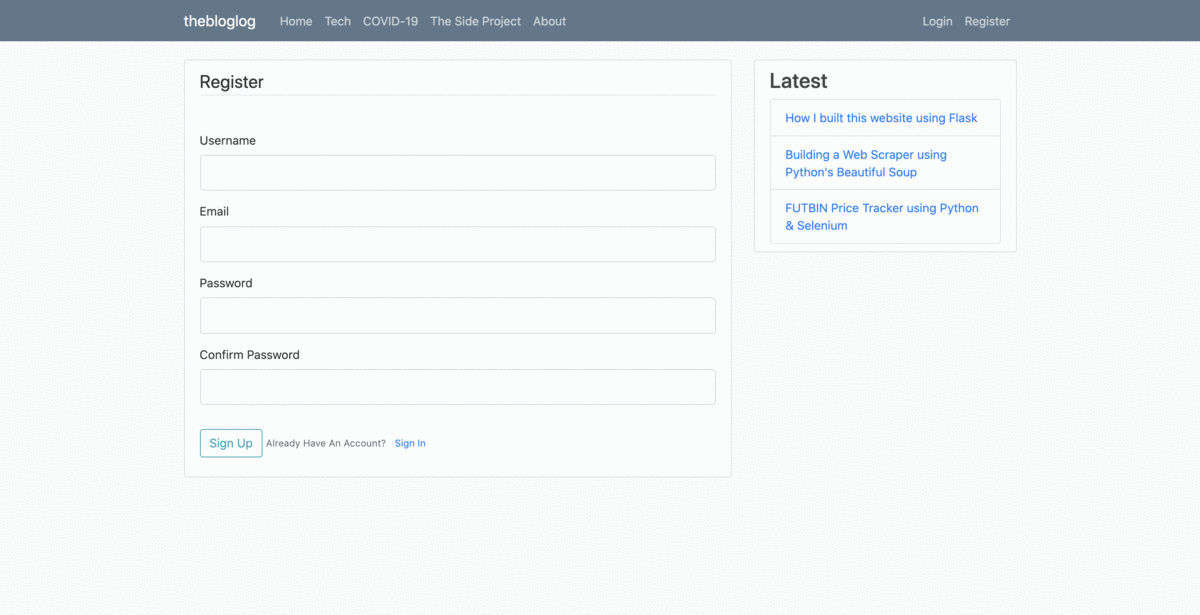 thebloglog Home Tech COVID-19 The Side Project About Login Register
Register
Username
Email
Password
Confirm Password
Sign Up Already Have An Account? Sign In
Latest
How I built this website using Flask
Building a Web Scraper using
Python's Beautiful Soup
FUTBIN Price Tracker using Python
& Selenium